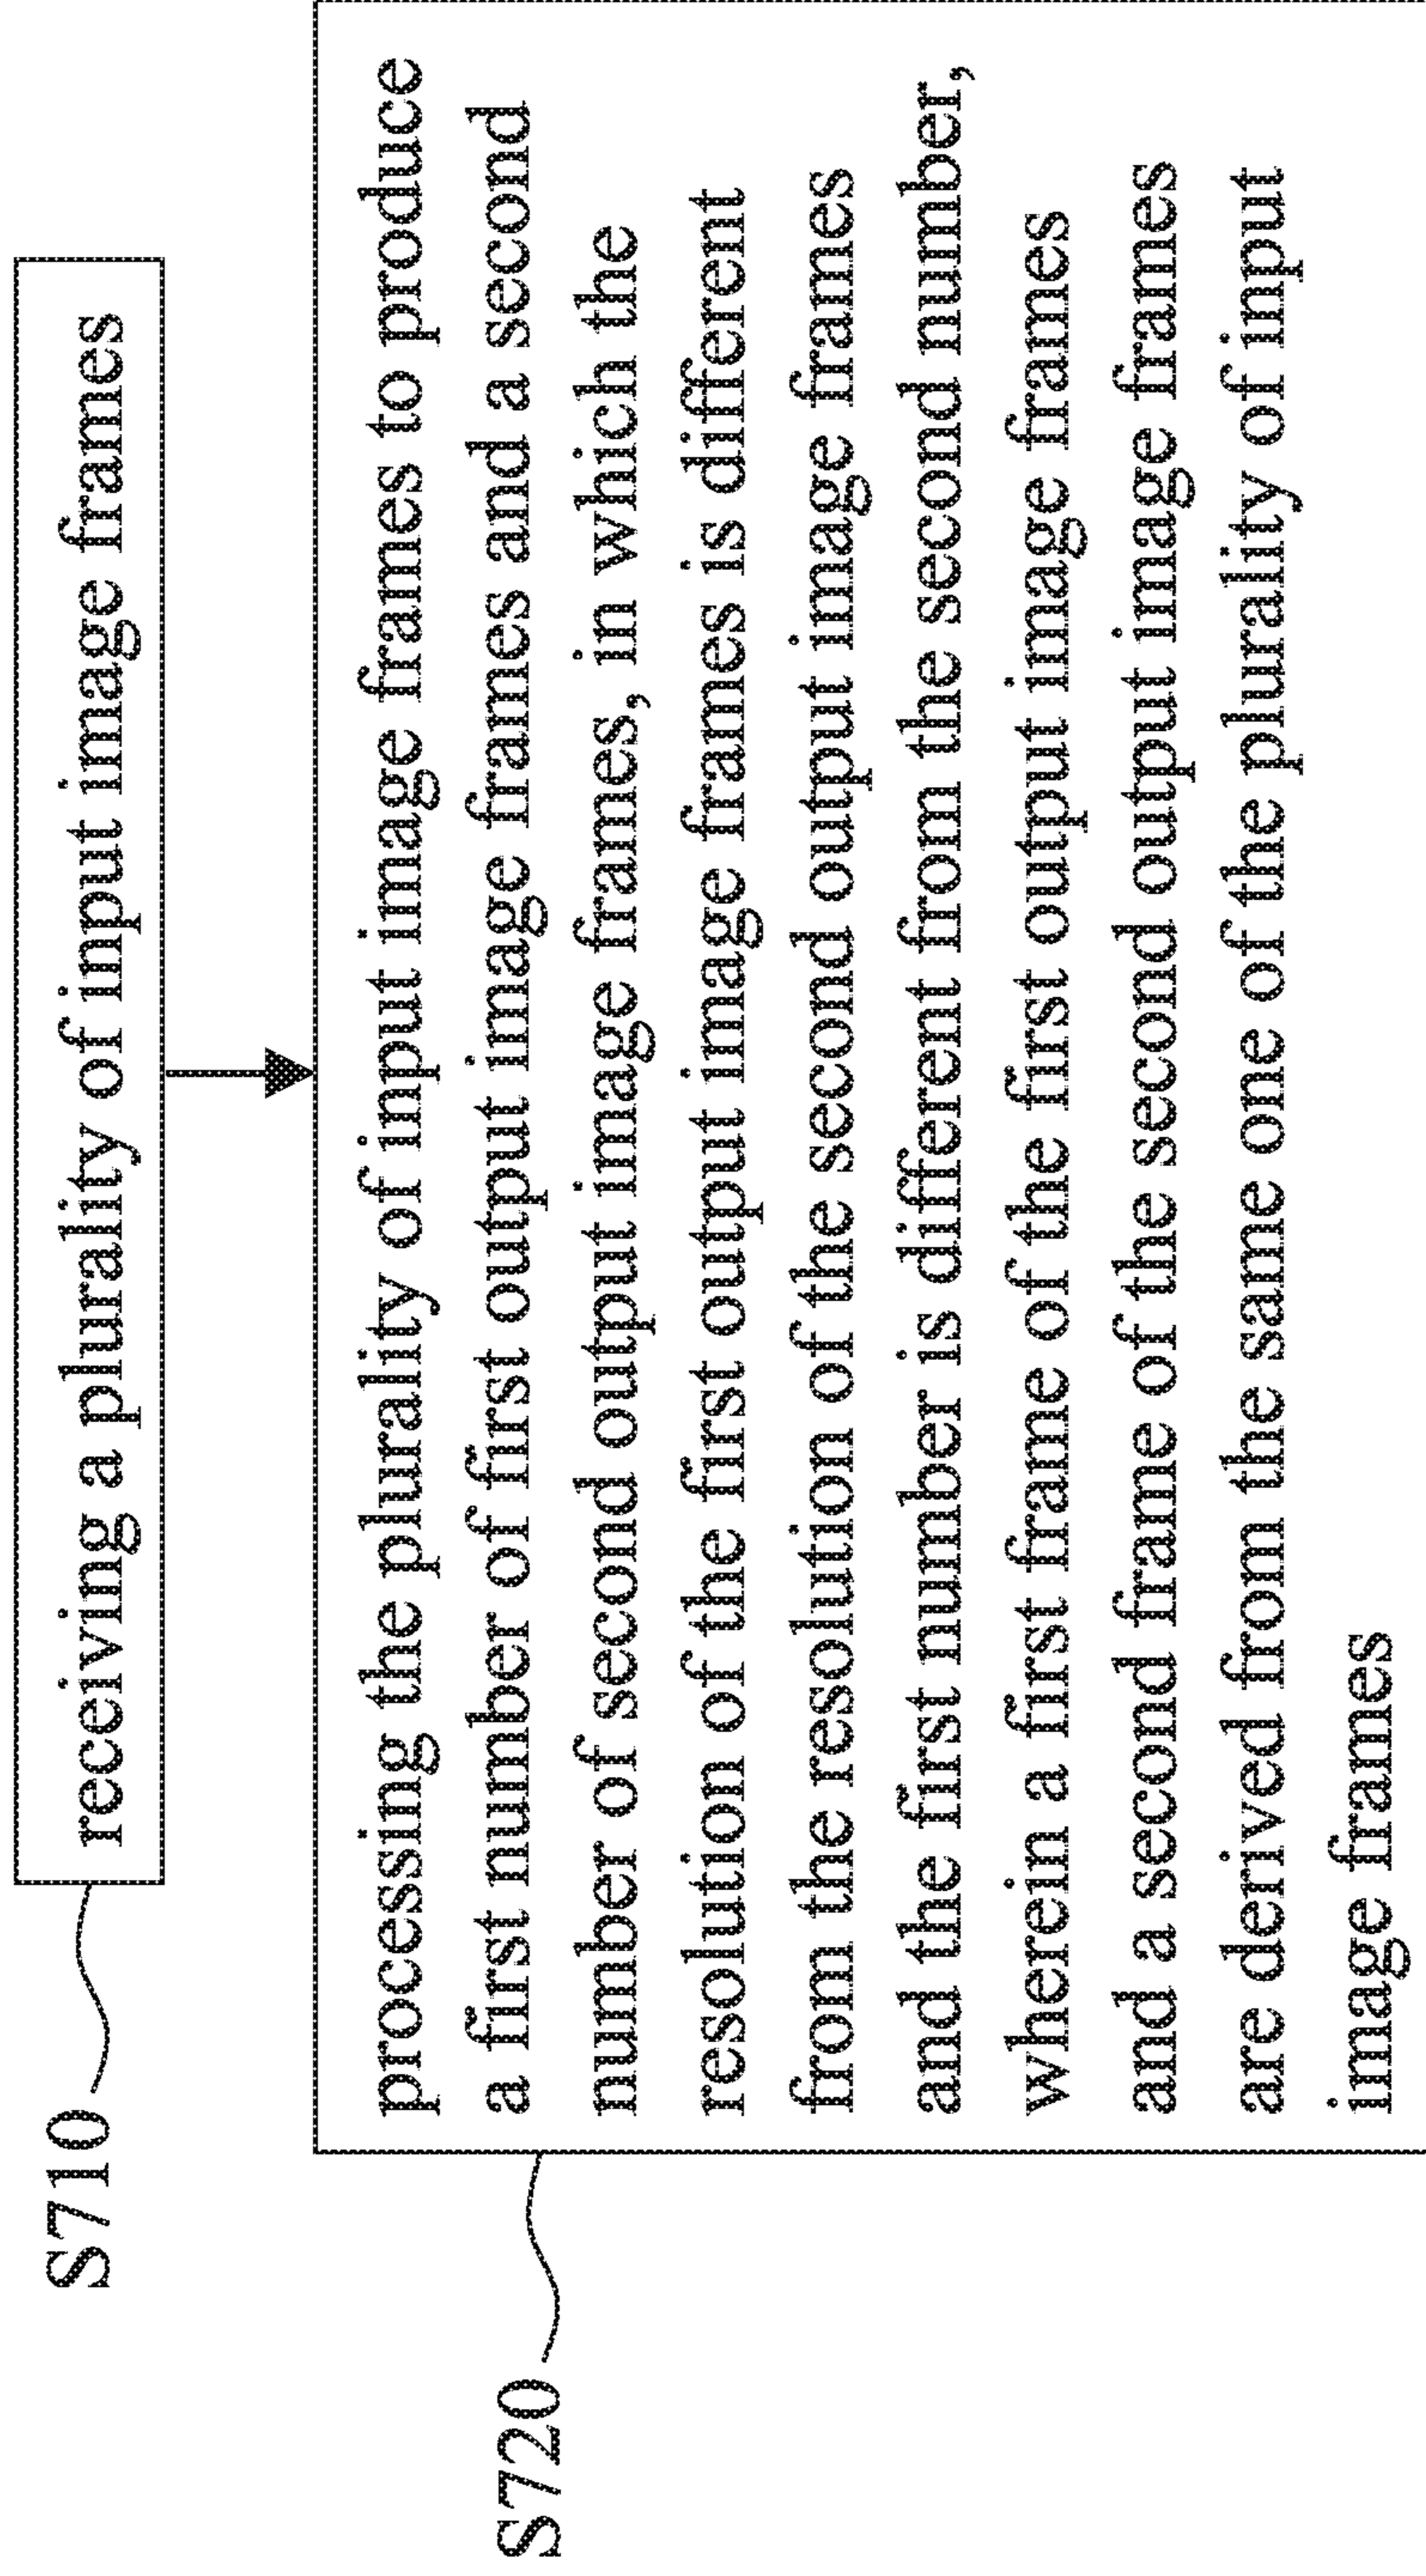 S710
receiving a plurality of input image frames
S720
processing the plurality of input image frames to produce
a first number of first output image frames and a second
number of second output image frames, in which the
resolution of the first output image frames is different
from the resolution of the second output image frames
and the first number is different from the second number,
wherein a first frame of the first output image frames
and a second frame of the second output image frames
are derived from the same one of the plurality of input
image frames